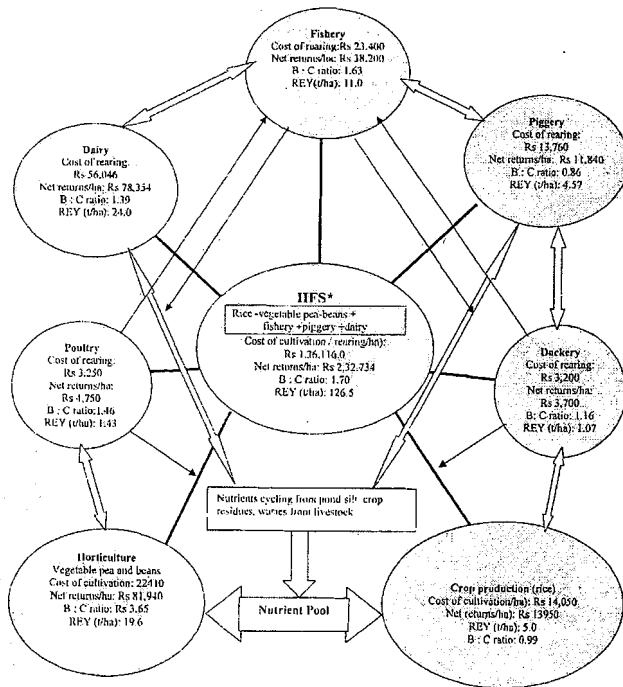 Fishery
Cost of rearing: Rs 23,400
Net returns/ha: Rs 38,200
B : C ratio: 1.63
REY(t/ha): 11.0
Dairy
Cost of rearing:
Rs 56,046
Net returns/ha: Rs 78,354
B : C ratio: 1.39
REY (t/ha): 24.0
Piggery
Cost of rearing:
Rs 13,760
Net returns/ha: Rs 11,840
B : C ratio: 0.86
REY (t/ha): 4.57
IIFS*
Rice -vegetable pea-beans +
fishery +piggery +dairy
Cost of cultivation / rearing/ha):
Rs 1,36,116.0
Net returns/ha: Rs 2,32,734
B : C ratio: 1.70
REY (t/ha): 126.5
Poultry
Cost of rearing:
Rs 3,250
Net returns/ha:
Rs 4,750
B : C ratio:1.46
REY (t/ha): 1.43
Duckery
Cost of rearing:
Rs 3,200
Net returns/ha:
Rs 3,700
B: C ratio: 1.16
REY (t/ha): 1.07
Nutrients cycling from pond silt, crop
residues, wastes from livestock
Horticulture
Vegetable pea and beans
Cost of cultivation: 22410
Net returns/ha: Rs 81,940
B : C ratio: Rs 3.65
REY (t/ha): 19.6
Nutrient Pool
Crop production (rice)
Cost of cultivation/ha): Rs 14,050
Net returns/ha): Rs 13950
REY (t/ha): 5.0
B : C ratio: 0.99